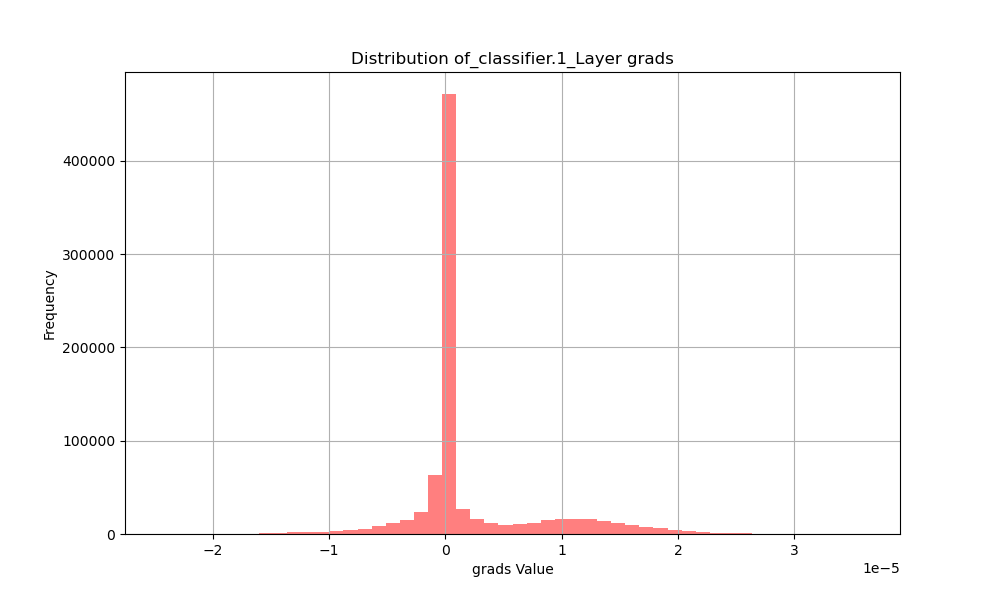 Distribution of_classifier.1_Layer grads
Frequency
400000
300000
200000
100000
0
−2
−1
0
1
2
3
1e−5
grads Value